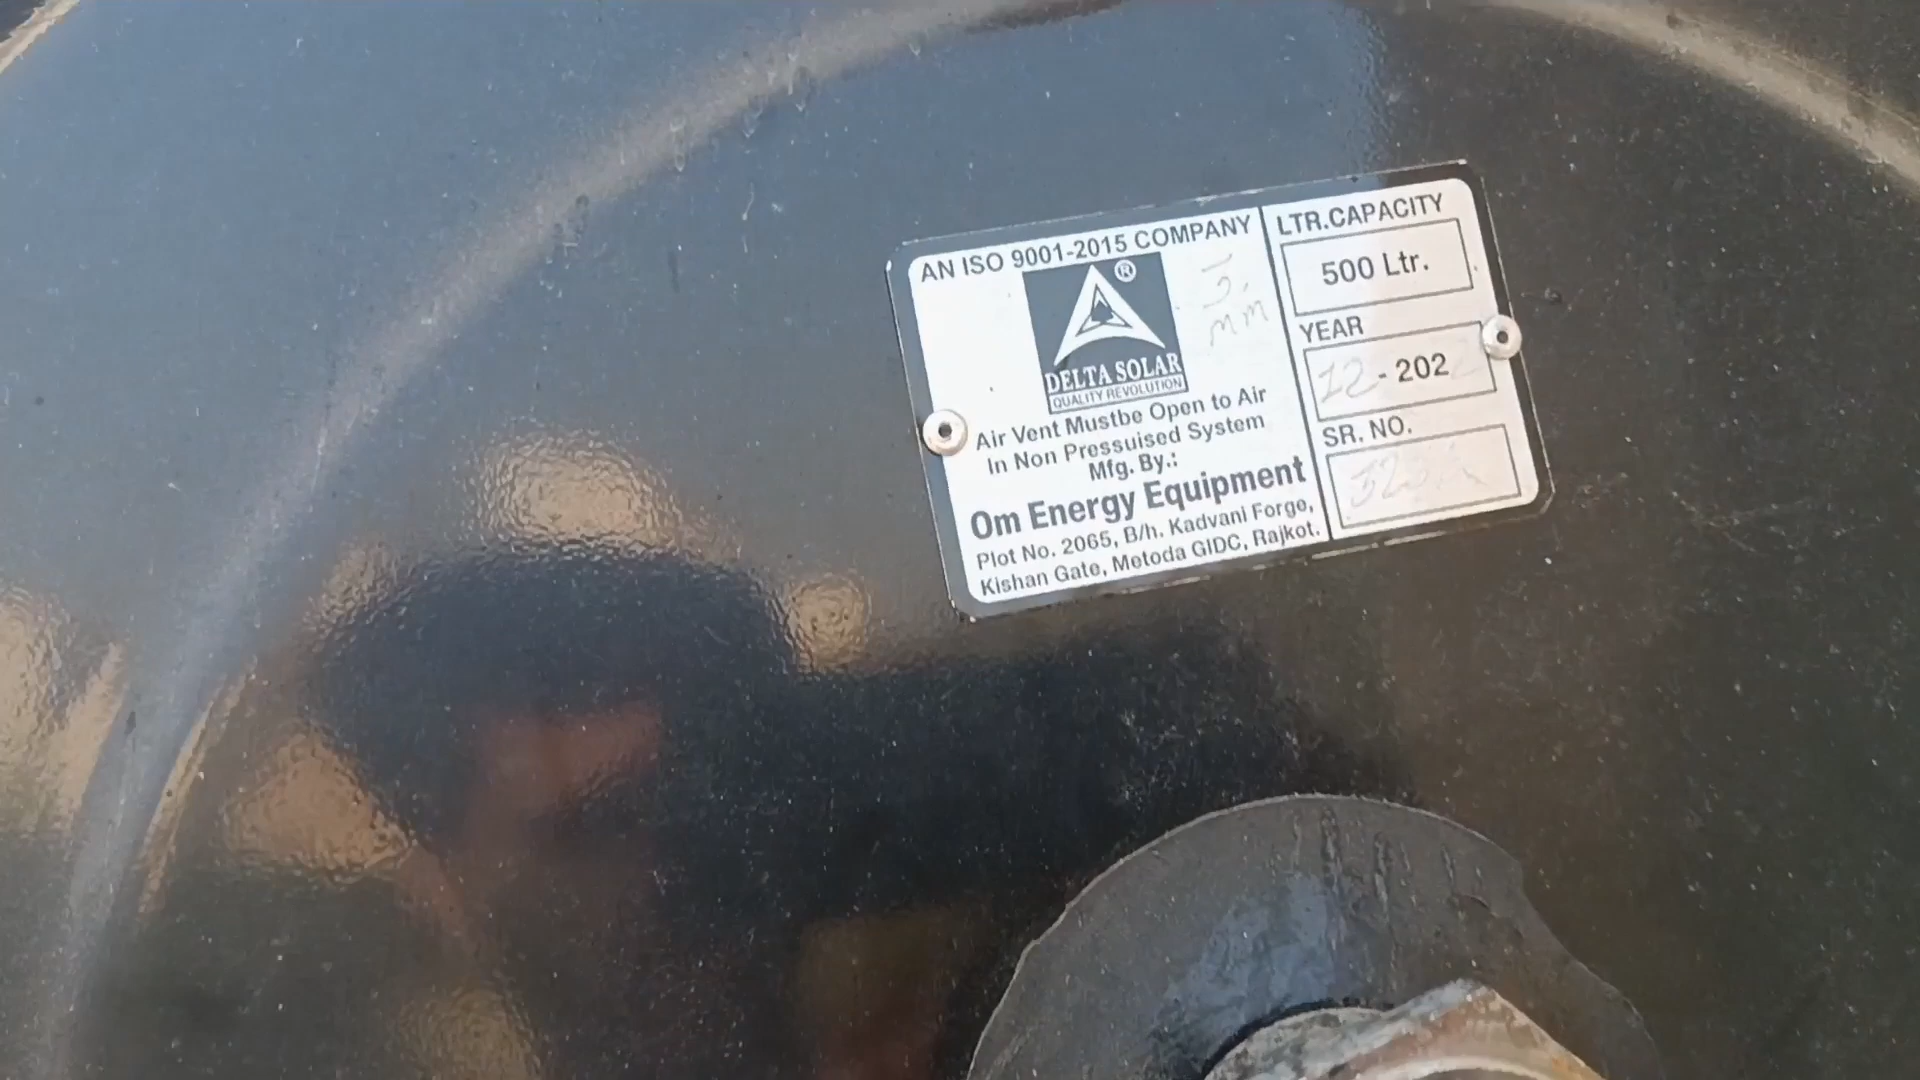 AN ISO 9001-2015 COMPANY
®
DELTA SOLAR
QUALITY REVOLUTION
Air Vent Mustbe Open to Air
In Non Pressuised System
Mfg. By.:
Om Energy Equipment
Plot No. 2065, B/h. Kadvani Forge,
Kishan Gate, Metoda GIDC, Rajkot.
mm
LTR.CAPACITY
500 Ltr.
YEAR
12 - 202
SR. NO.